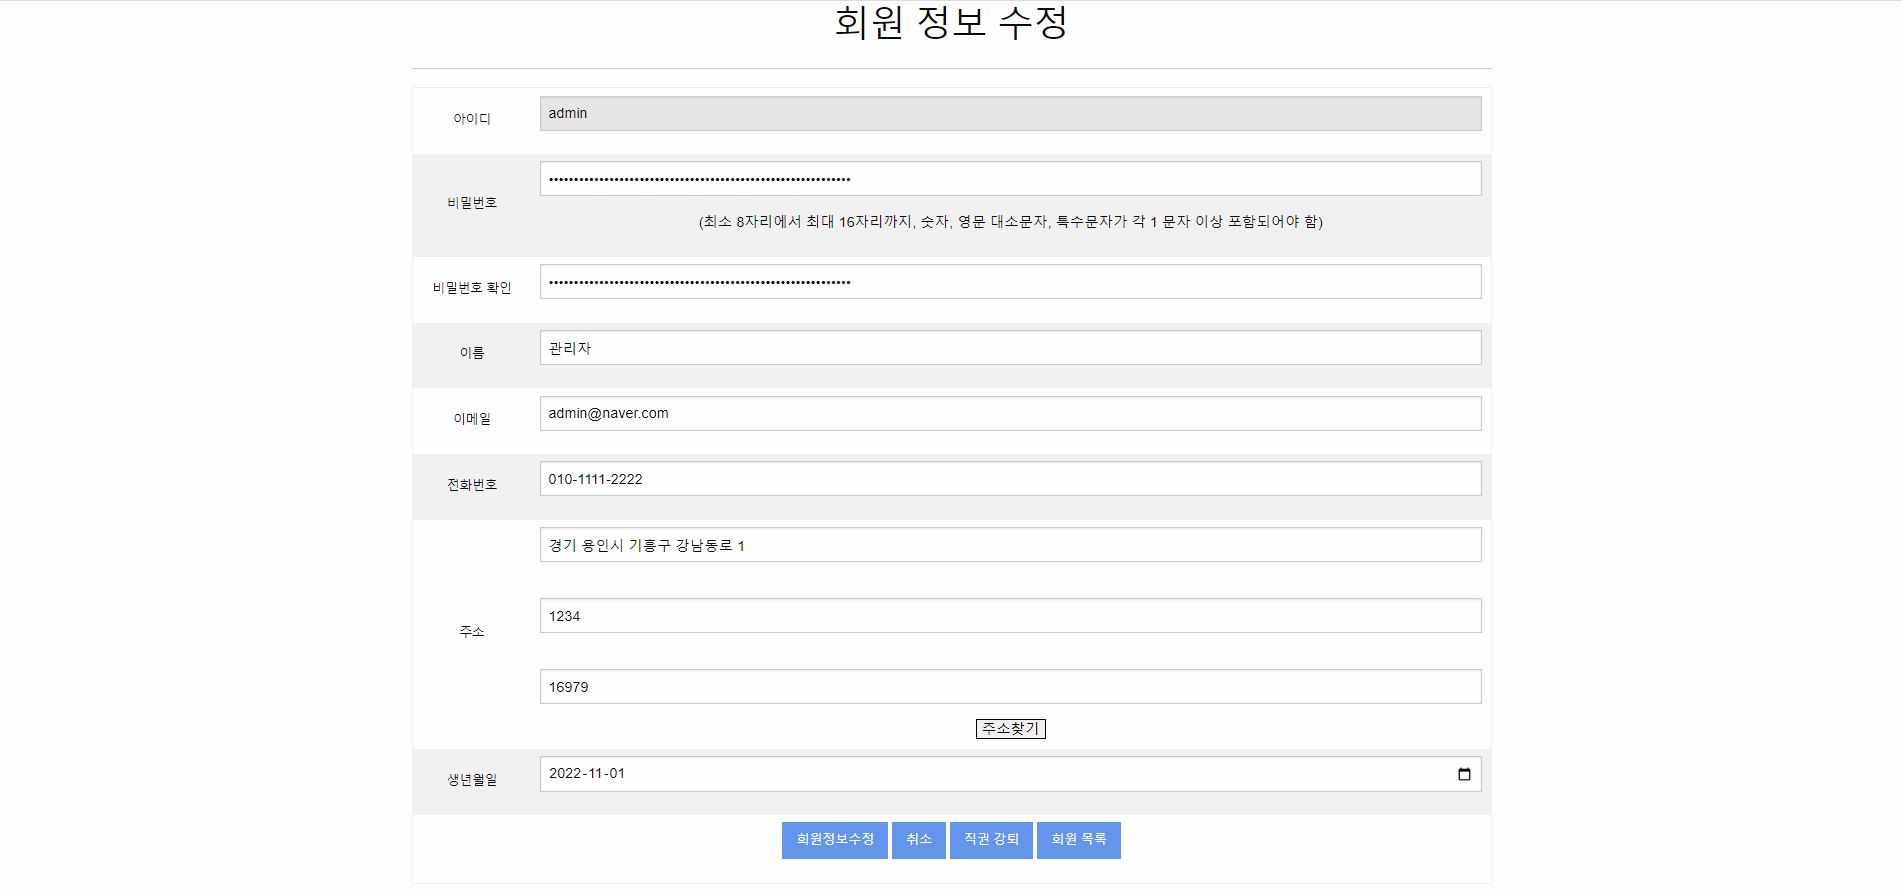 회원 정보 수정
아이디 admin
비밀번호 ••••••••••••••••••••••••••••••••••••••••••••••••••••••••••••
(최소 8자리에서 최대 16자리까지, 숫자, 영문 대소문자, 특수문자가 각 1 문자 이상 포함되어야 함)
비밀번호 확인 ••••••••••••••••••••••••••••••••••••••••••••••••••••••••••••
이름 관리자
이메일 admin@naver.com
전화번호 010-1111-2222
주소
경기 용인시 기흥구 강남동로 1
1234
16979
주소찾기
생년월일 2022-11-01
회원정보수정 취소 직권 강퇴 회원 목록